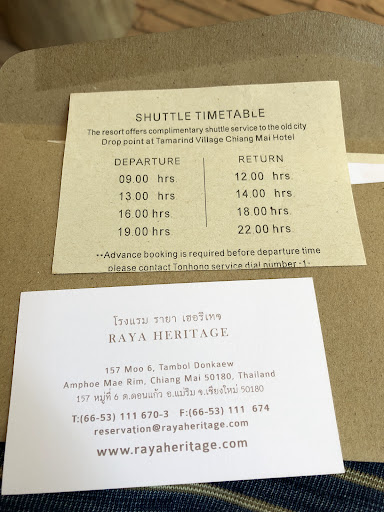 SHUTTLE TIMETABLE
The resort offers complimentary shuttle service to the old city
Drop point at Tamarind Village Chiang Mai Hotel
DEPARTURE RETURN
09.00 hrs. 12.00 hrs.
13.00 hrs. 14.00 hrs.
16.00 hrs. 18.00 hrs.
19.00 hrs. 22.00 hrs.
**Advance booking is required before departure time
please contact Tonhong service dial number "1"
โรงแรม รายา เฮอริเทจ
RAYA HERITAGE
157 Moo 6, Tambol Donkaew
Amphoe Mae Rim, Chiang Mai 50180, Thailand
157 หมู่ที่ 6 ต.ดอนแก้ว อ.แม่ริม จ.เชียงใหม่ 50180
T:(66-53) 111 670-3 F:(66-53) 111 674
reservation@rayaheritage.com
www.rayaheritage.com